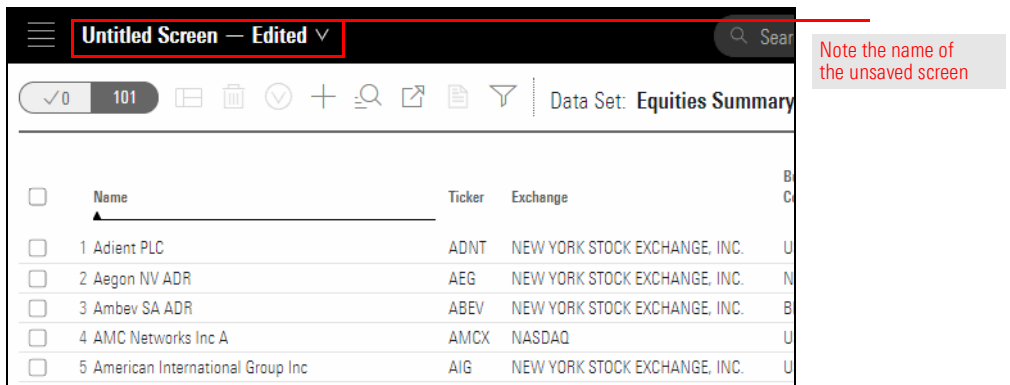 Untitled Screen — Edited
Sear
Note the name of
the unsaved screen
0 101 Data Set: Equities Summary
Name Ticker Exchange
1 Adient PLC ADNT NEW YORK STOCK EXCHANGE, INC. U
2 Aegon NV ADR AEG NEW YORK STOCK EXCHANGE, INC. N
3 Ambev SA ADR ABEV NEW YORK STOCK EXCHANGE, INC.
4 AMC Networks Inc A AMCX NASDAQ U
5 American International Group Inc AIG NEW YORK STOCK EXCHANGE, INC. U